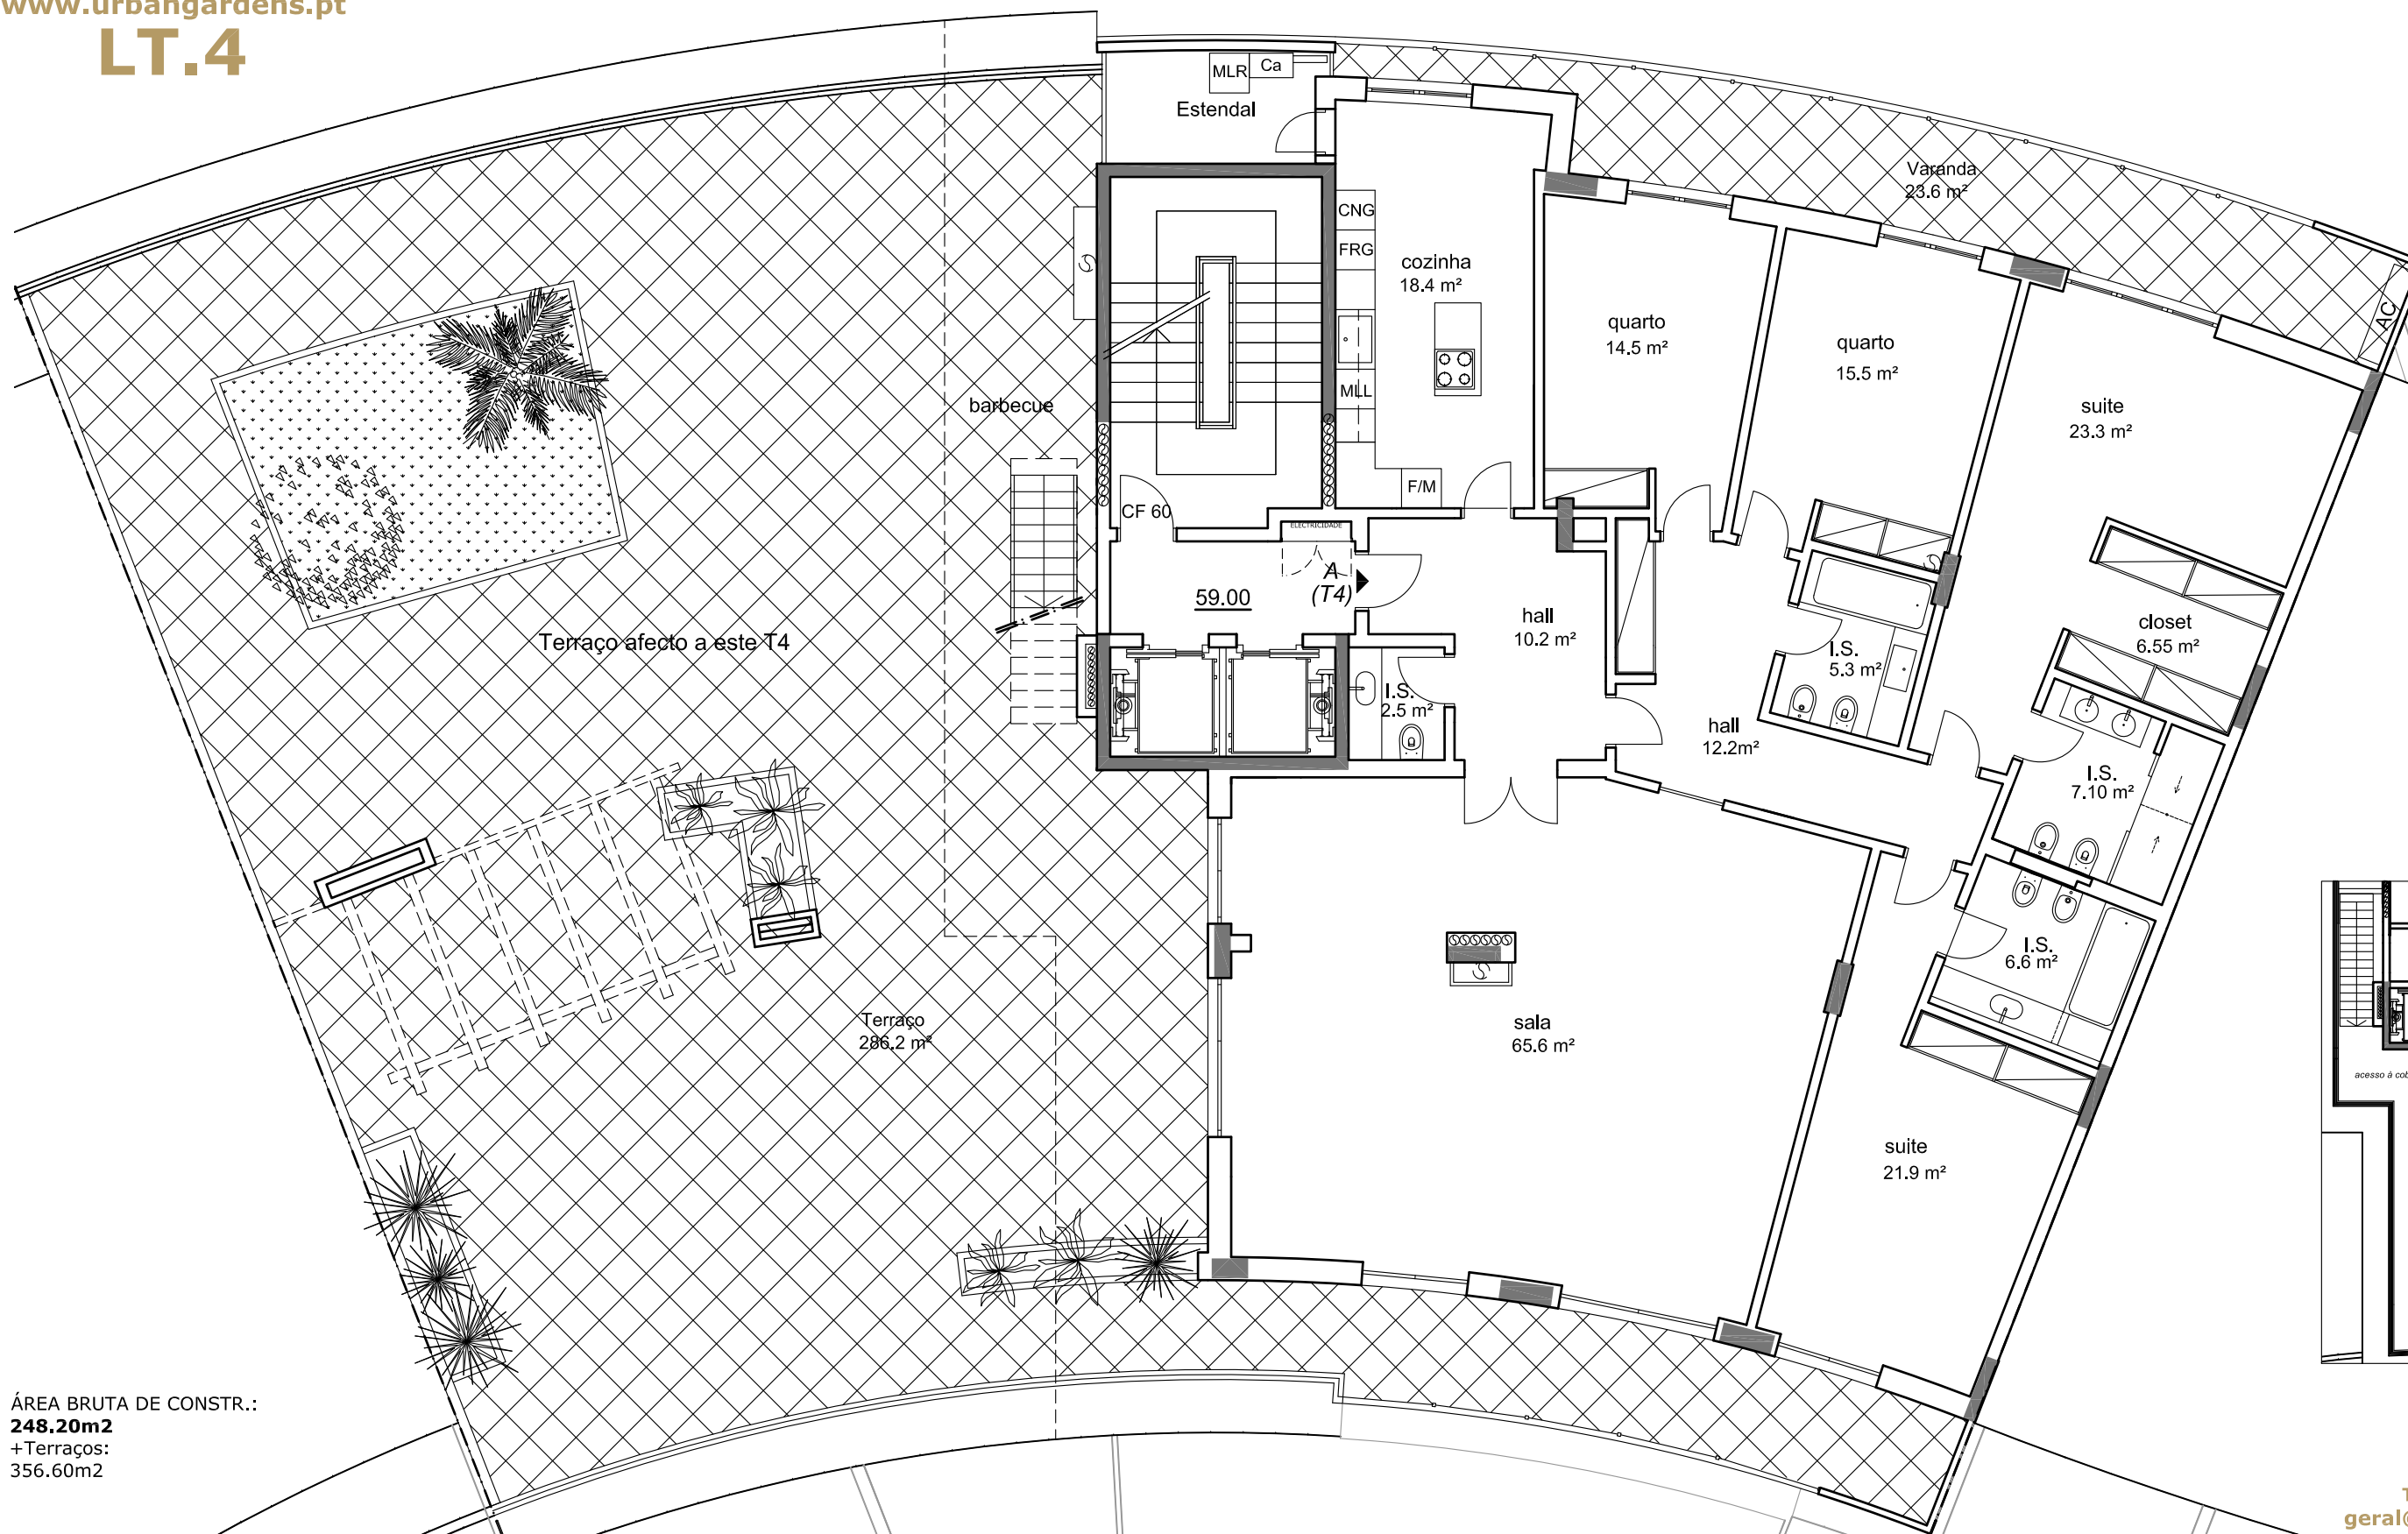 www.urbangardens.pt
LT.4
MLR
Ca
Estendal
Varanda
23.6 m²
CNG
FRG
cozinha
18.4 m²
AC
quarto
14.5 m²
quarto
15.5 m²
MLL
barbecue
suite
23.3 m²
F/M
CF 60
ELECTRICIDADE
A
(T4)
59.00
hall
10.2 m²
closet
6.55 m²
Terraço afecto a este T4
I.S.
5.3 m²
I.S.
2.5 m²
hall
12.2m²
I.S.
7.10 m²
I.S.
6.6 m²
Terraço
286.2 m²
sala
65.6 m²
acesso à cob
suite
21.9 m²
ÁREA BRUTA DE CONSTR.:
248.20m2
+Terraços:
356.60m2
geral